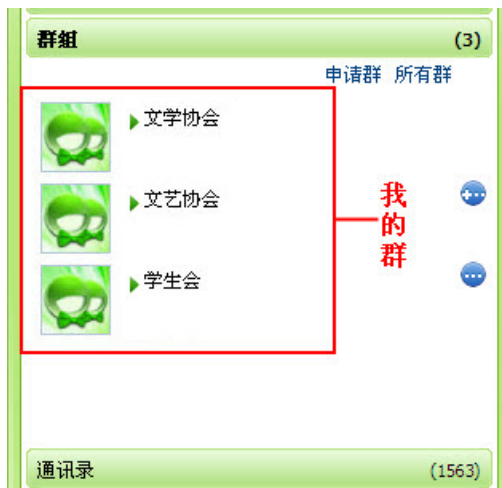 群组 (3)
申请群 所有群
文学协会
文艺协会
学生会
我的群
通讯录 (1563)